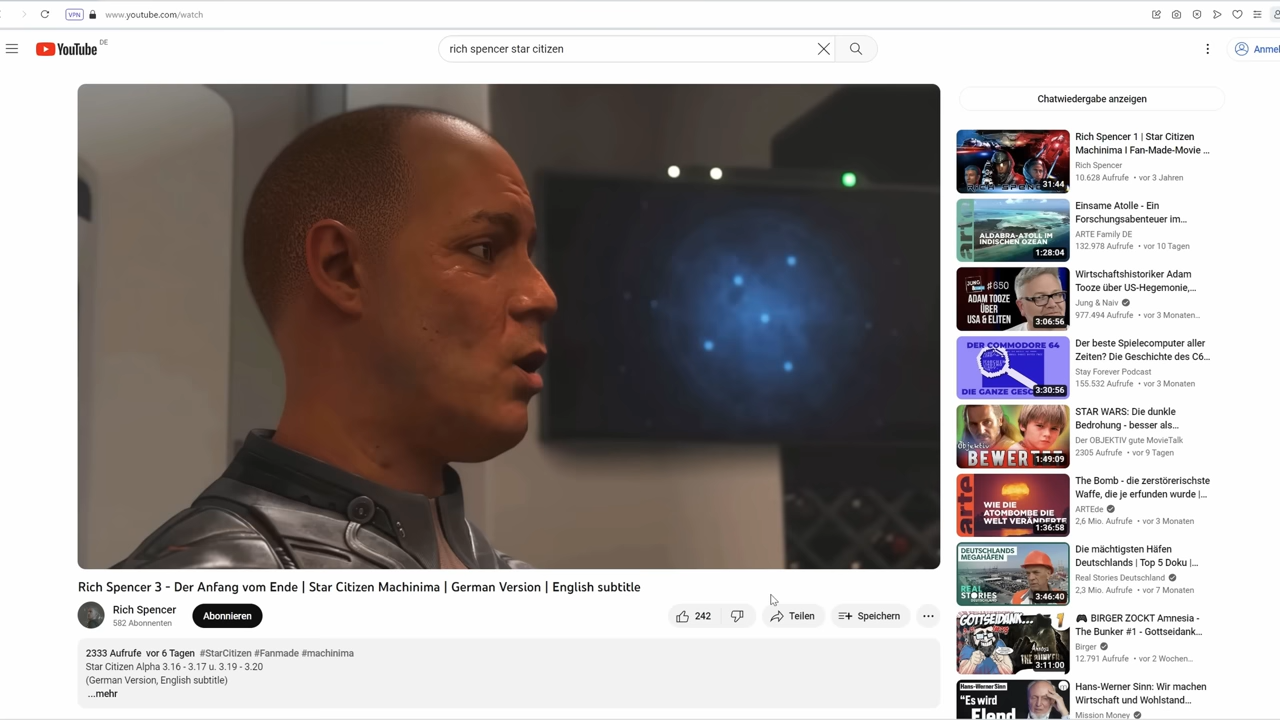 VPN
www.youtube.com/watch
YouTube DE
rich spencer star citizen
Anmel
Chatwiedergabe anzeigen
Rich Spencer 1 | Star Citizen
Machinima I Fan-Made-Movie ...
Rich Spencer
10.628 Aufrufe • vor 3 Jahren
31:44
Einsame Atolle - Ein
Forschungsabenteuer im...
ARTE Family DE
132.978 Aufrufe • vor 10 Tagen
arte
ALDABRA-ATOLL IM
INDISCHEN OZEAN
1:28:04
Wirtschaftshistoriker Adam
Tooze über US-Hegemonie,...
Jung & Naiv
977.494 Aufrufe • vor 3 Monaten...
JUNG
#650
ADAM TOOZE
ÜBER
USA & ELITEN
3:06:56
Der beste Spielecomputer aller
Zeiten? Die Geschichte des C6...
Stay Forever Podcast
155.532 Aufrufe • vor 3 Monaten
DER COMMODORE 64
DIE GANZE GESC
3:30:56
STAR WARS: Die dunkle
Bedrohung - besser als...
Der OBJEKTIV gute MovieTalk
2305 Aufrufe • vor 9 Tagen
Objektiv
BEWERTET
1:49:09
The Bomb - die zerstörerischste
Waffe, die je erfunden wurde |...
ARTEde
2,6 Mio. Aufrufe • vor 3 Monaten
arte
WIE DIE
ATOMBOMBE DIE
WELT VERÄNDERTE
1:36:58
Die mächtigsten Häfen
Deutschlands | Top 5 Doku |...
Real Stories Deutschland
2,3 Mio. Aufrufe • vor 7 Monaten
DEUTSCHLANDS
MEGAHÄFEN
REAL
STORIES
3:46:40
BIRGER ZOCKT Amnesia -
The Bunker #1 - Gottseidank...
Birger
12.791 Aufrufe • vor 2 Wochen...
GOTTSEIDANK...
3:11:00
Hans-Werner Sinn: Wir machen
Wirtschaft und Wohlstand...
Mission Money
Hans-Werner Sinn
"Es wird
Elend
Rich Spencer 3 - Der Anfang vom Ende | Star Citizen Machinima | German Version | English subtitle
Rich Spencer
582 Abonnenten
Abonnieren
242
Teilen
Speichern
2333 Aufrufe vor 6 Tagen #StarCitizen #Fanmade #machinima
Star Citizen Alpha 3.16 - 3.17 u. 3.19 - 3.20
(German Version, English subtitle)
...mehr